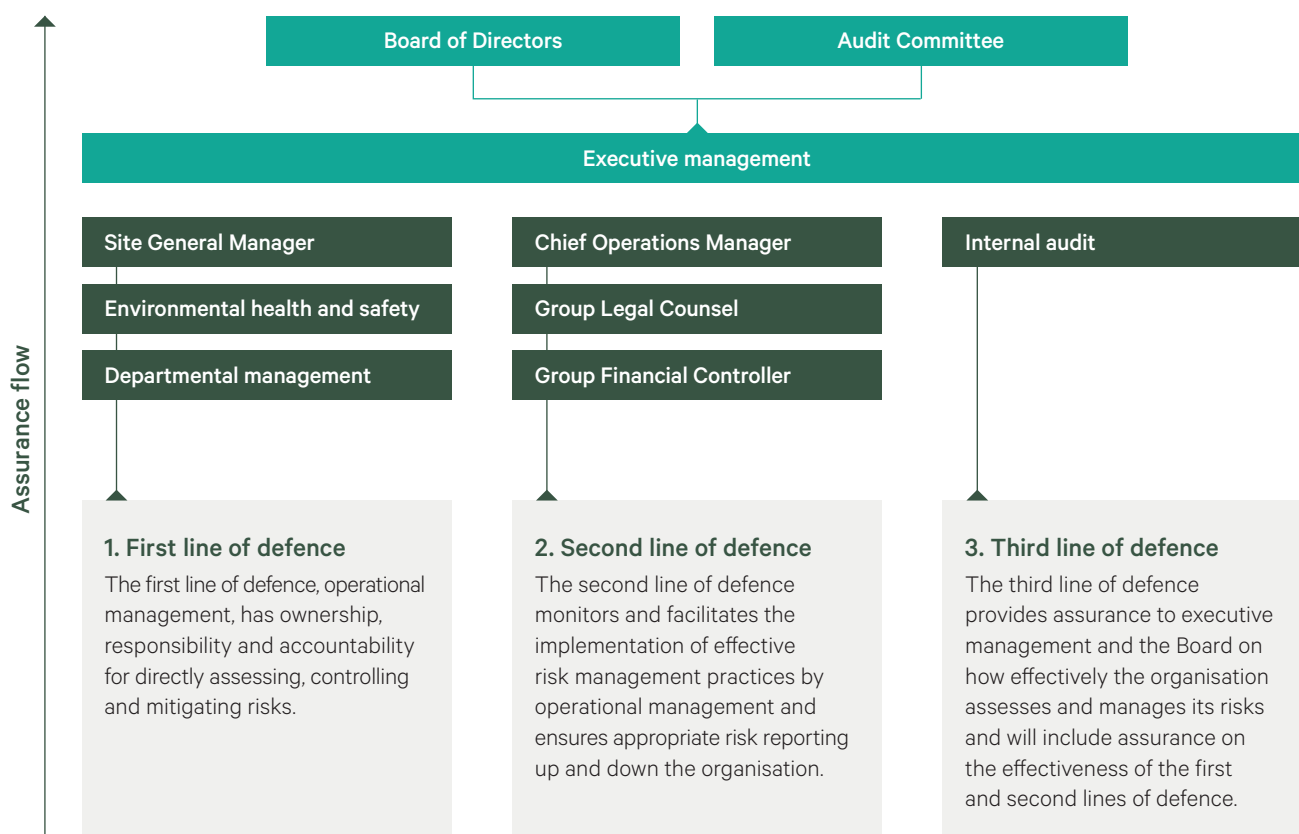 Board of Directors
Audit Committee
Executive management
Site General Manager
Environmental health and safety
Departmental management
Chief Operations Manager
Group Legal Counsel
Group Financial Controller
Internal audit
Assurance flow
1. First line of defence
The first line of defence, operational
management, has ownership,
responsibility and accountability
for directly assessing, controlling
and mitigating risks.
2. Second line of defence
The second line of defence
monitors and facilitates the
implementation of effective
risk management practices by
operational management and
ensures appropriate risk reporting
up and down the organisation.
3. Third line of defence
The third line of defence
provides assurance to executive
management and the Board on
how effectively the organisation
assesses and manages its risks
and will include assurance on
the effectiveness of the first
and second lines of defence.